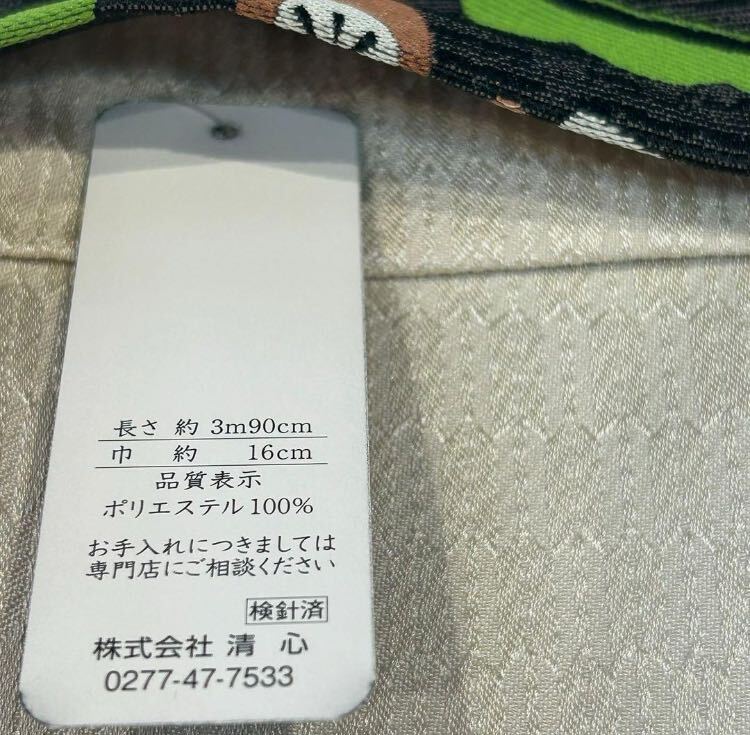 長さ 約 3m90cm
巾 約 16cm
品質表示
ポリエステル100%
お手入れにつきましては
専門店にご相談ください
検針済
株式会社 清心
0277-47-7533